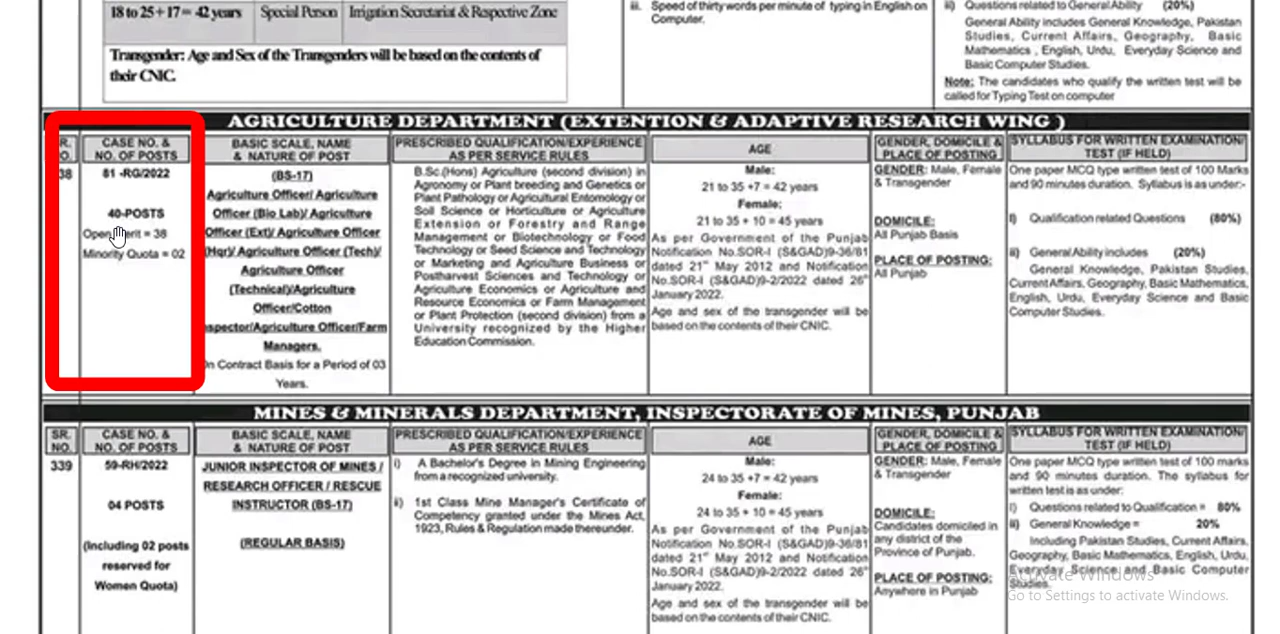 18 to 25 + 17 = 42 years
Special Person
Irrigation Secretariat & Respective Zone
Transgender: Age and Sex of the Transgenders will be based on the contents of
their CNIC.
iii. Speed of thirty words per minute of typing in English on
Computer.
ii) Questions related to General Ability (20%)
General Ability includes General Knowledge, Pakistan
Studies, Current Affairs, Geography, Basic
Mathematics , English, Urdu, Everyday Science and
Basic Computer Studies.
Note: The candidates who qualify the written test will be
called for Typing Test on computer
AGRICULTURE DEPARTMENT (EXTENTION & ADAPTIVE RESEARCH WING )
CASE NO. &
NO. OF POSTS
BASIC SCALE, NAME
& NATURE OF POST
PRESCRIBED QUALIFICATION/EXPERIENCE
AS PER SERVICE RULES
AGE
GENDER, DOMICILE &
PLACE OF POSTING
SYLLABUS FOR WRITTEN EXAMINATION/
TEST (IF HELD)
38
81 -RG/2022
40-POSTS
Open Merit = 38
Minority Quota = 02
(BS-17)
Agriculture Officer/ Agriculture
Officer (Bio Lab)/ Agriculture
Officer (Ext)/ Agriculture Officer
(Hqr)/ Agriculture Officer (Tech)/
Agriculture Officer
(Technical)/Agriculture
Officer/Cotton
nspector/Agriculture Officer/Farm
Managers.
On Contract Basis for a Period of 03
Years.
B.Sc.(Hons) Agriculture (second division) in
Agronomy or Plant breeding and Genetics or
Plant Pathology or Agricultural Entomology or
Soil Science or Horticulture or Agriculture
Extension or Forestry and Range
Management or Biotechnology or Food
Technology or Seed Science and Technology
or Marketing and Agriculture Business or
Postharvest Sciences and Technology or
Agriculture Economics or Agriculture and
Resource Economics or Farm Management
or Plant Protection (second division) from a
University recognized by the Higher
Education Commission.
Male:
21 to 35 +7 = 42 years
Female:
21 to 35 + 10 = 45 years
As per Government of the Punjab
Notification No.SOR-I (S&GAD)9-36/81
dated 21st May 2012 and Notification
No.SOR-I (S&GAD)9-2/2022 dated 26th
January 2022.
Age and sex of the transgender will be
based on the contents of their CNIC.
GENDER: Male, Female
& Transgender
DOMICILE:
All Punjab Basis
PLACE OF POSTING:
All Punjab
One paper MCQ type written test of 100 Marks
and 90 minutes duration. Syllabus is as under:-
i) Qualification related Questions (80%)
ii) General Ability includes (20%)
General Knowledge, Pakistan Studies,
Current Affairs, Geography, Basic Mathematics,
English, Urdu, Everyday Science and Basic
Computer Studies.
MINES & MINERALS DEPARTMENT, INSPECTORATE OF MINES, PUNJAB
SR.
NO.
CASE NO. &
NO. OF POSTS
BASIC SCALE, NAME
& NATURE OF POST
PRESCRIBED QUALIFICATION/EXPERIENCE
AS PER SERVICE RULES
AGE
GENDER, DOMICILE &
PLACE OF POSTING
SYLLABUS FOR WRITTEN EXAMINATION/
TEST (IF HELD)
339
59-RH/2022
04 POSTS
(Including 02 posts
reserved for
Women Quota)
JUNIOR INSPECTOR OF MINES /
RESEARCH OFFICER / RESCUE
INSTRUCTOR (BS-17)
(REGULAR BASIS)
i) A Bachelor's Degree in Mining Engineering
from a recognized university.
ii) 1st Class Mine Manager's Certificate of
Competency granted under the Mines Act,
1923, Rules & Regulation made thereunder.
Male:
24 to 35 +7 = 42 years
Female:
24 to 35 + 10 = 45 years
As per Government of the Punjab
Notification No.SOR-I (S&GAD)9-36/81
dated 21st May 2012 and Notification
No.SOR-I (S&GAD)9-2/2022 dated 26th
January 2022.
Age and sex of the transgender will be
based on the contents of their CNIC.
GENDER: Male, Female
& Transgender
DOMICILE:
Candidates domiciled in
any district of the
Province of Punjab.
PLACE OF POSTING:
Anywhere in Punjab
One paper MCQ type written test of 100 marks
and 90 minutes duration. The syllabus for
written test is as under:
i) Questions related to Qualification = 80%
ii) General Knowledge = 20%
Including Pakistan Studies, Current Affairs,
Geography, Basic Mathematics, English, Urdu,
Everyday Science and Basic Computer
Studies.
Activate Windows
Go to Settings to activate Windows.